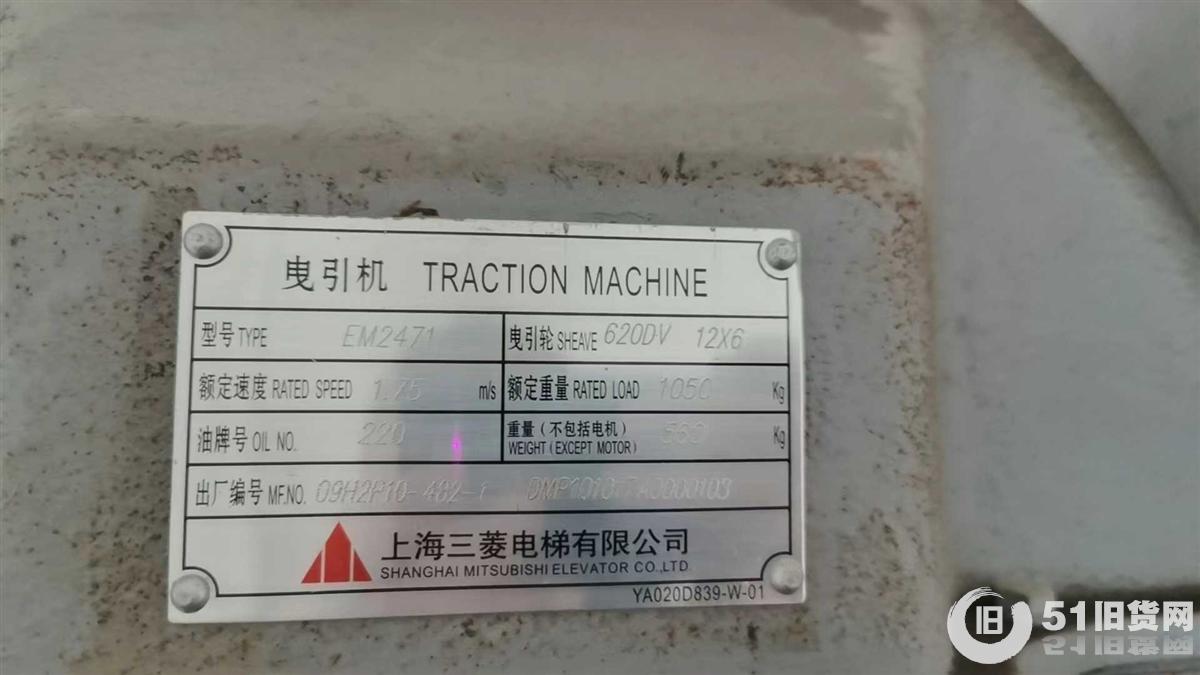 曳引机 TRACTION MACHINE
型号 TYPE EM2471 曳引轮 SHEAVE 620DV 12X6
额定速度 RATED SPEED 1.75 m/s 额定重量 RATED LOAD 1050 Kg
油牌号 OIL NO. 220 重量(不包括电机) Kg
WEIGHT(EXCEPT MOTOR)
出厂编号 MF.NO. 09H2P10-482-1
上海三菱电梯有限公司
SHANGHAI MITSUBISHI ELEVATOR CO.,LTD
YA020D839-W-01
旧 51旧货网